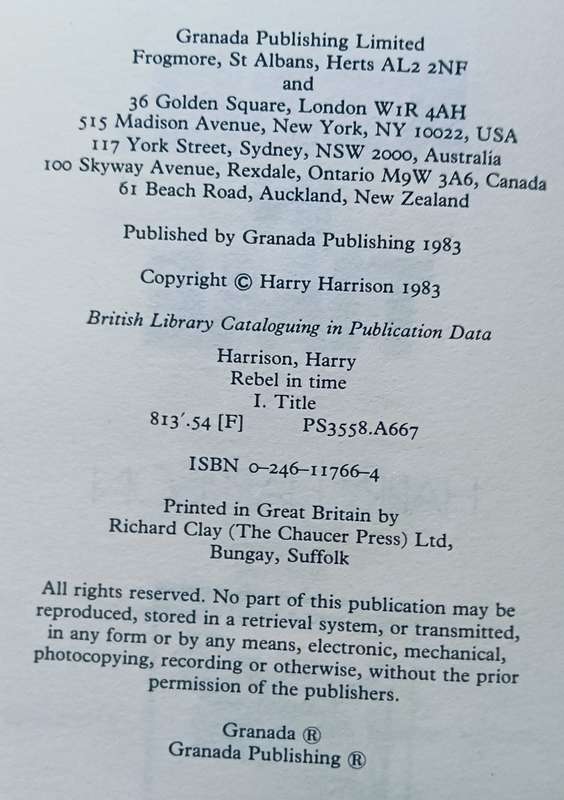 Granada Publishing Limited
Frogmore, St Albans, Herts AL2 2NF
and
36 Golden Square, London W1R 4AH
515 Madison Avenue, New York, NY 10022, USA
117 York Street, Sydney, NSW 2000, Australia
100 Skyway Avenue, Rexdale, Ontario M9W 3A6, Canada
61 Beach Road, Auckland, New Zealand
Published by Granada Publishing 1983
Copyright © Harry Harrison 1983
British Library Cataloguing in Publication Data
Harrison, Harry
Rebel in time
I. Title
813′.54 [F] PS3558.A667
ISBN 0–246–11766–4
Printed in Great Britain by
Richard Clay (The Chaucer Press) Ltd,
Bungay, Suffolk
All rights reserved. No part of this publication may be
reproduced, stored in a retrieval system, or transmitted,
in any form or by any means, electronic, mechanical,
photocopying, recording or otherwise, without the prior
permission of the publishers.
Granada ®
Granada Publishing ®